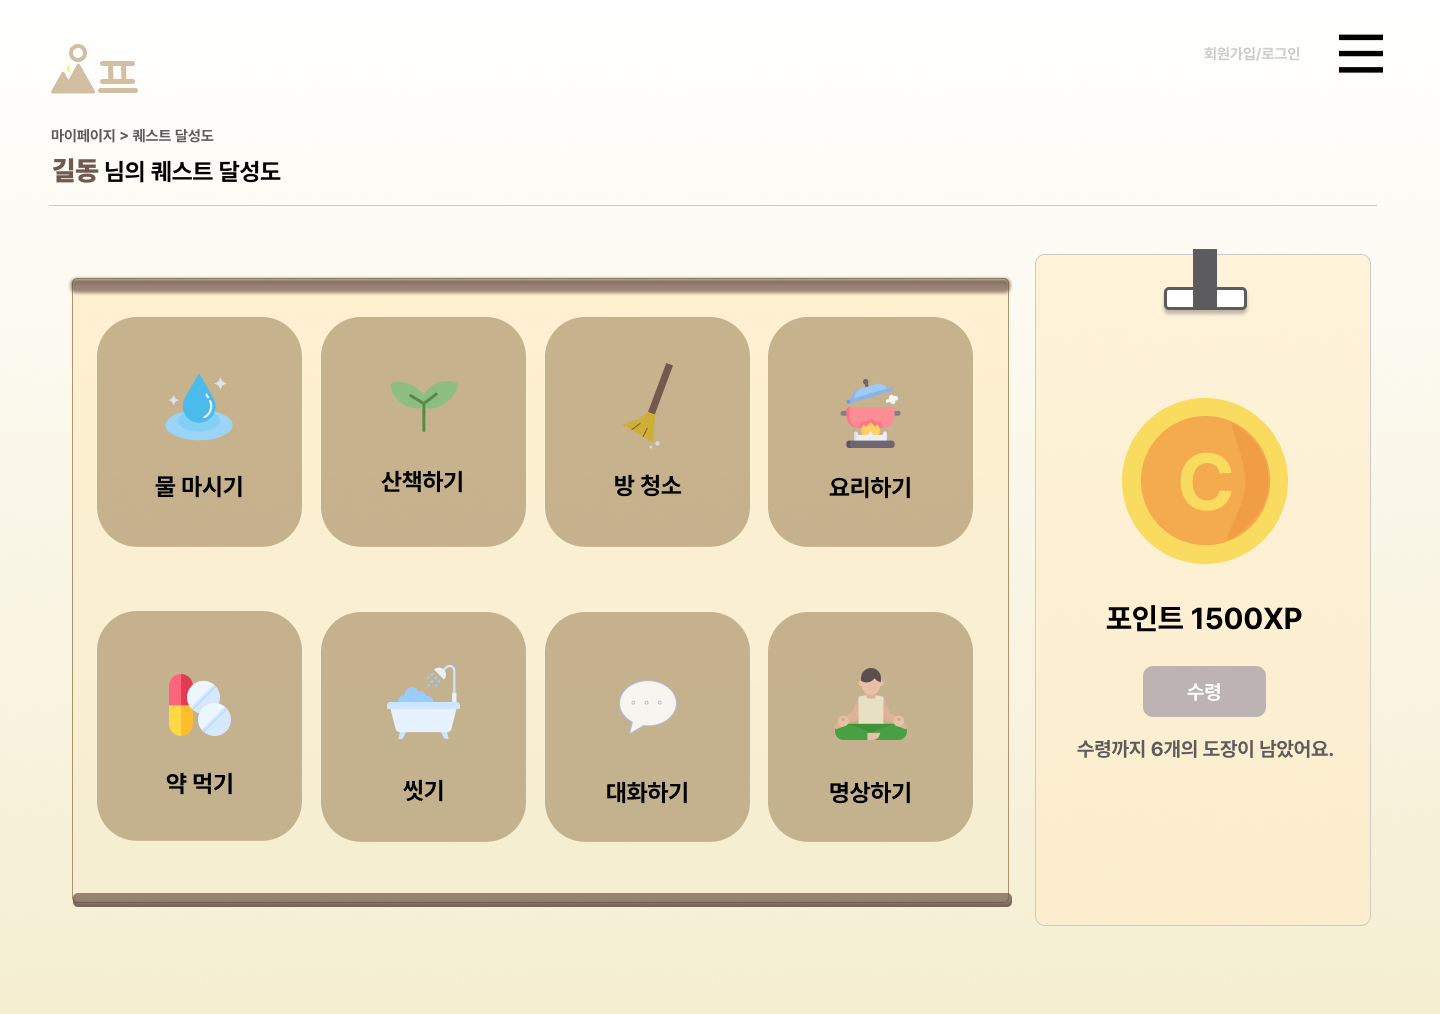 프
회원가입/로그인
마이페이지 > 퀘스트 달성도
길동 님의 퀘스트 달성도
물 마시기
산책하기
방 청소
요리하기
약 먹기
씻기
대화하기
명상하기
C
포인트 1500XP
수령
수령까지 6개의 도장이 남았어요.